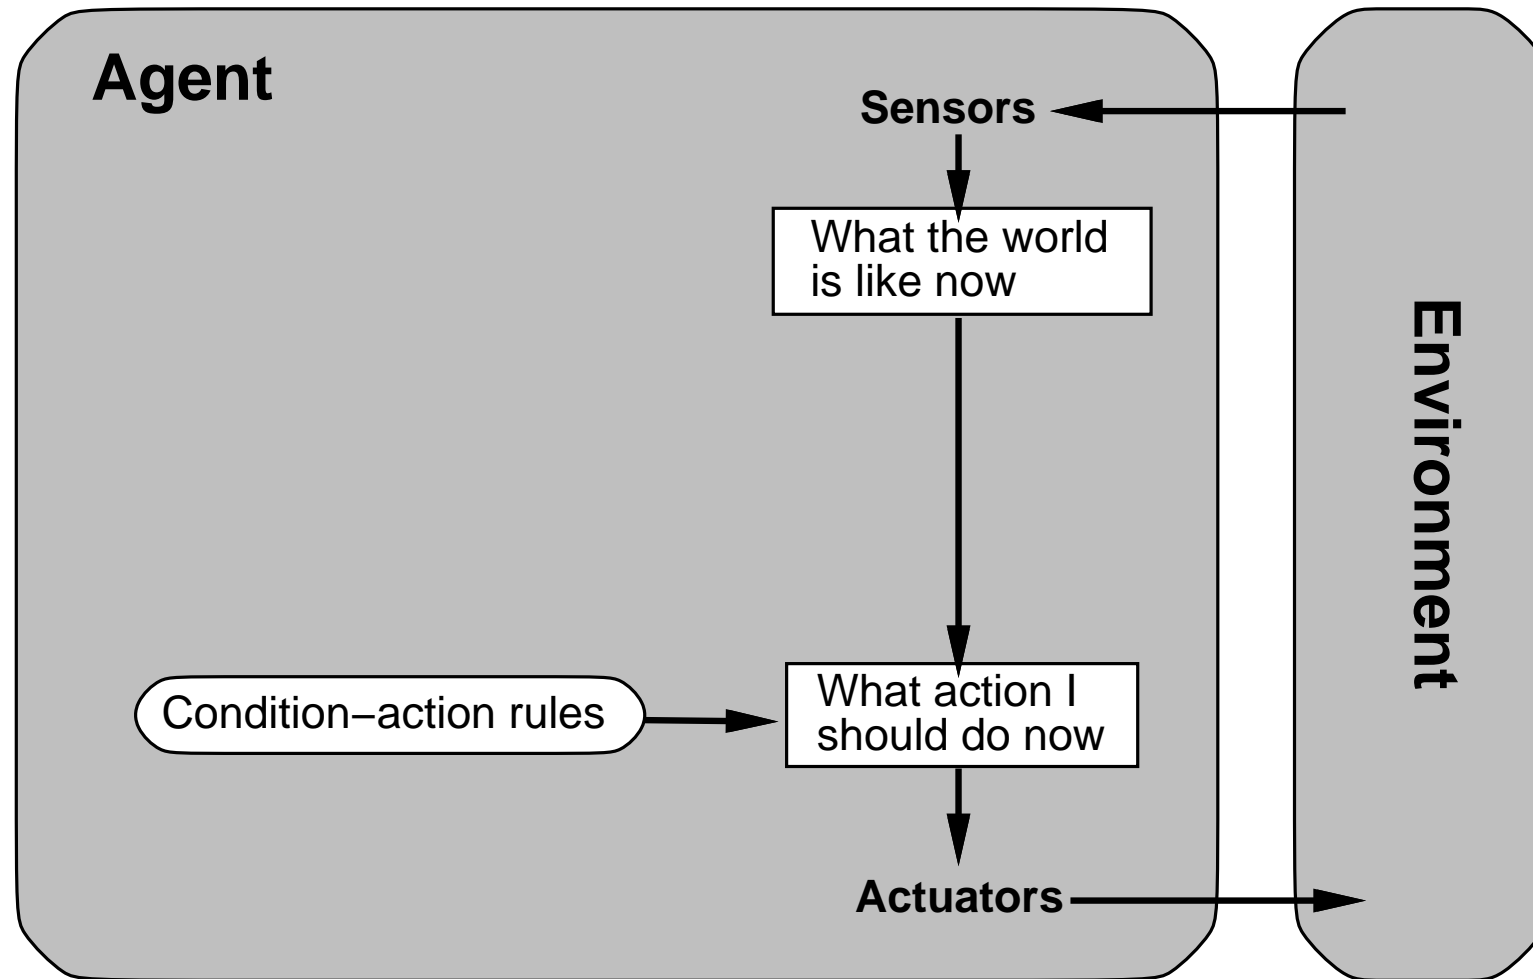 Agent
Sensors
What the world
is like now
Environment
Condition−action rules
What action I
should do now
Actuators